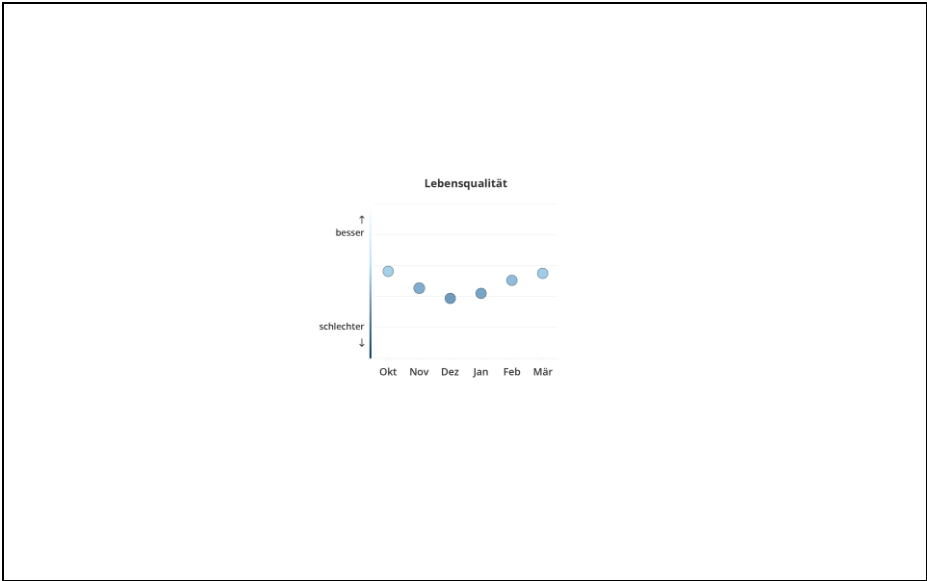 Lebensqualität
↑
besser
schlechter
↓
Okt Nov Dez Jan Feb Mär